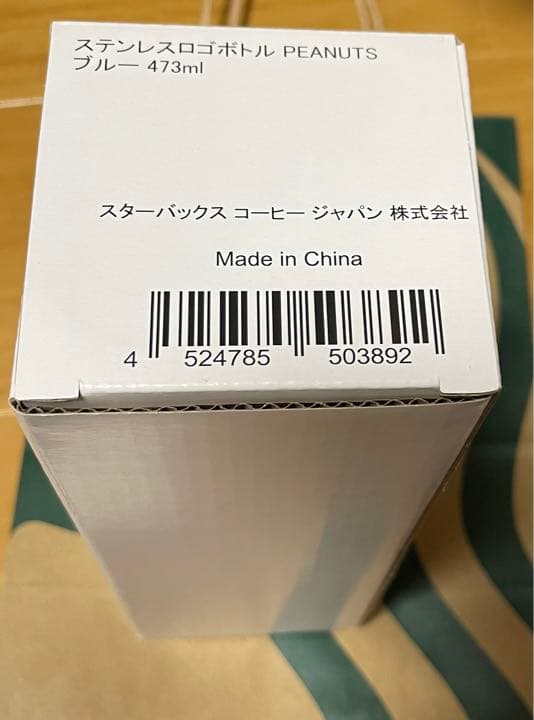 ステンレスロゴボトル PEANUTS
ブルー 473ml
スターバックス コーヒー ジャパン 株式会社
Made in China
4 524785 503892